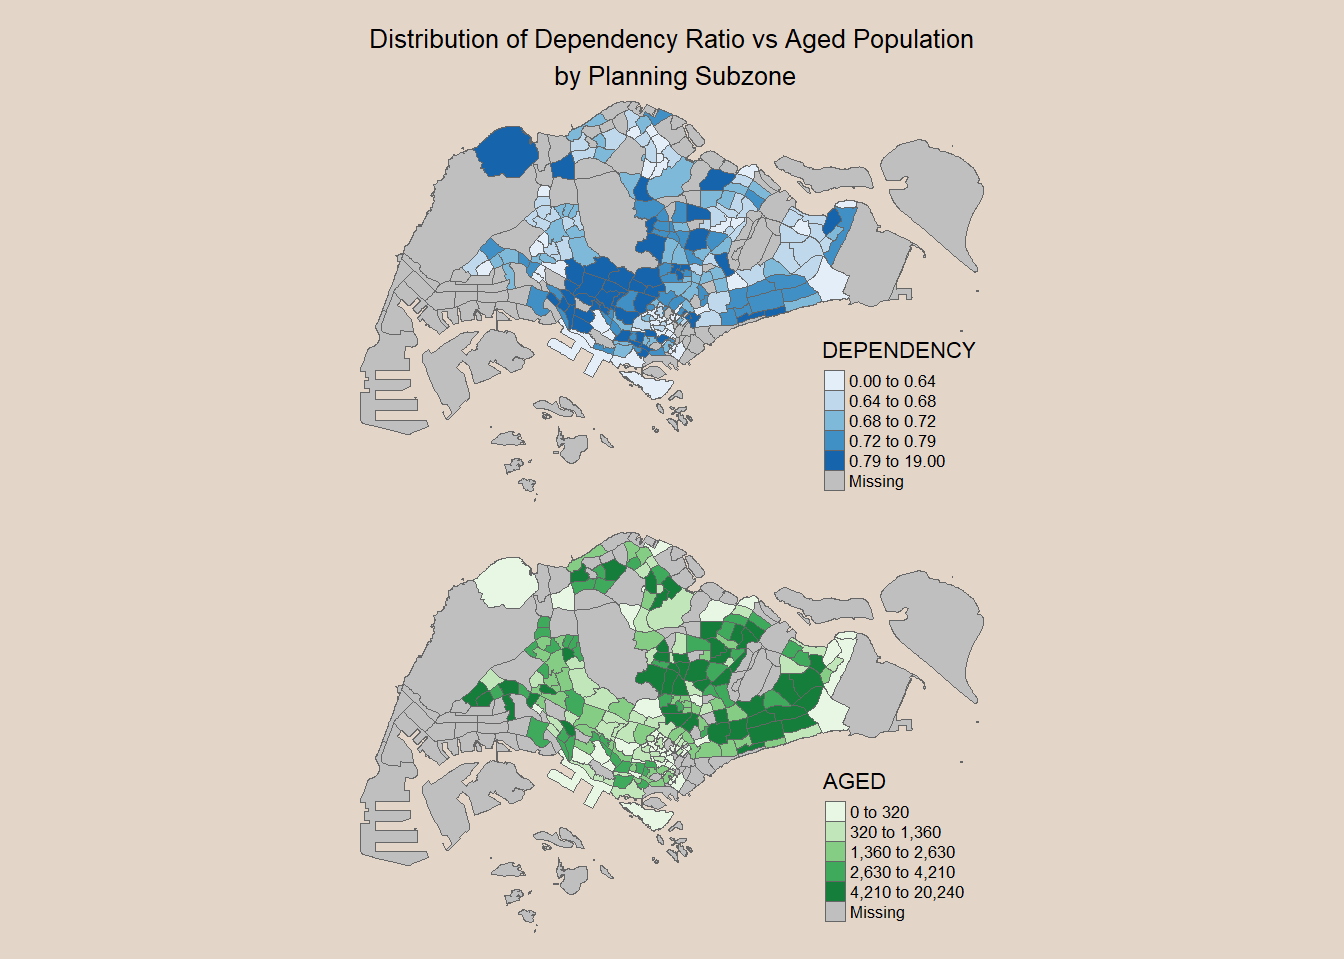 Distribution of Dependency Ratio vs Aged Population
by Planning Subzone
DEPENDENCY
0.00 to 0.64
0.64 to 0.68
0.68 to 0.72
0.72 to 0.79
0.79 to 19.00
Missing
AGED
0 to 320
320 to 1,360
1,360 to 2,630
2,630 to 4,210
4,210 to 20,240
Missing